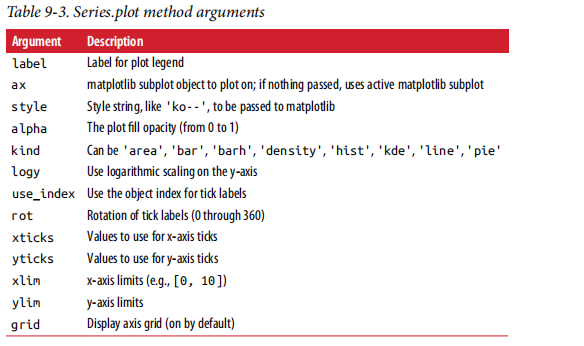 Table 9-3. Series.plot method arguments
Argument Description
label Label for plot legend
ax matplotlib subplot object to plot on; if nothing passed, uses active matplotlib subplot
style Style string, like 'ko--', to be passed to matplotlib
alpha The plot fill opacity (from 0 to 1)
kind Can be 'area', 'bar', 'barh', 'density', 'hist', 'kde', 'line', 'pie'
logy Use logarithmic scaling on the y-axis
use_index Use the object index for tick labels
rot Rotation of tick labels (0 through 360)
xticks Values to use for x-axis ticks
yticks Values to use for y-axis ticks
xlim x-axis limits (e.g., [0, 10])
ylim y-axis limits
grid Display axis grid (on by default)